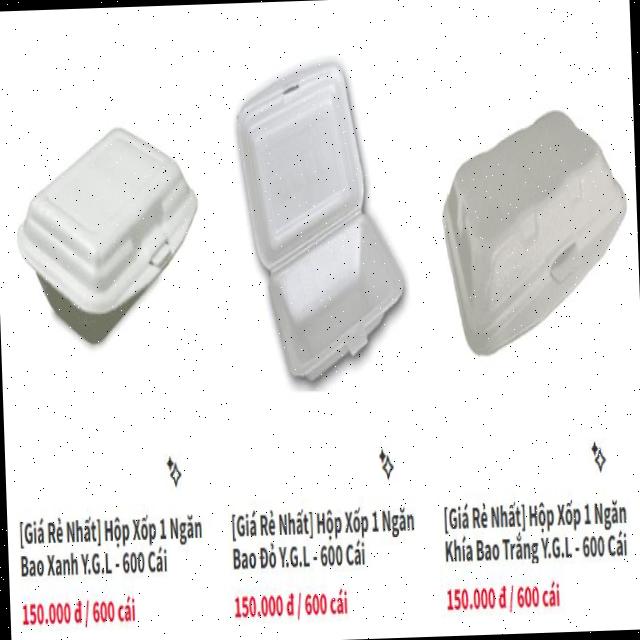 [Giá Rẻ Nhất] Hộp Xốp 1 Ngăn
Bao Xanh Y.G.L - 600 Cái
150.000 đ / 600 cái
[Giá Rẻ Nhất] Hộp Xốp 1 Ngăn
Bao Đỏ Y.G.L - 600 Cái
150.000 đ / 600 cái
[Giá Rẻ Nhất] Hộp Xốp 1 Ngăn
Khía Bao Trắng Y.G.L - 600 Cái
150.000 đ / 600 cái